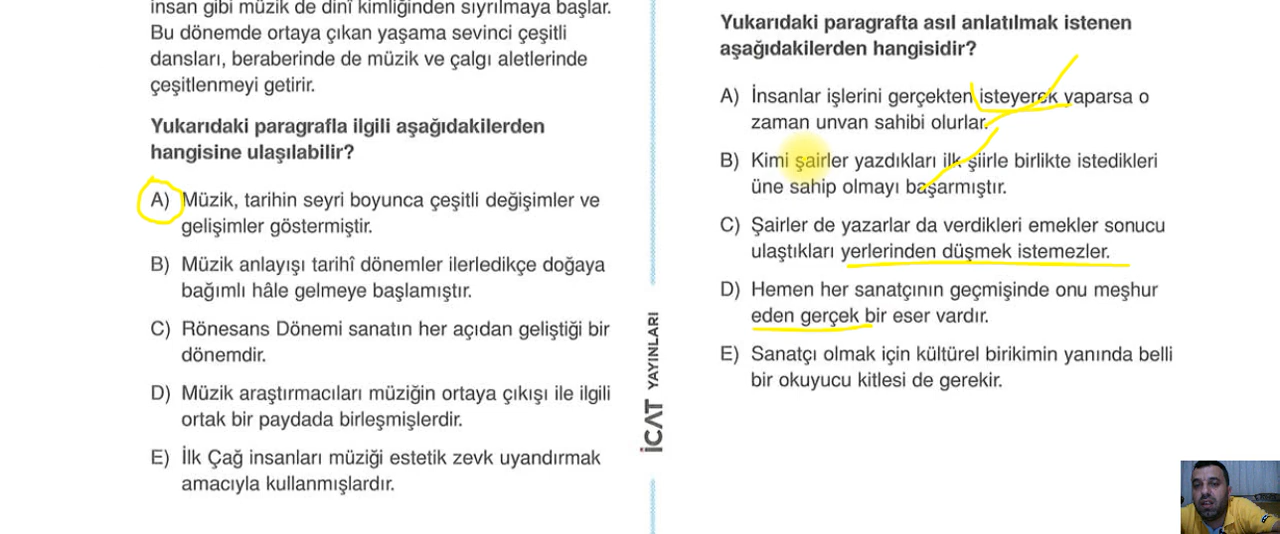 insan gibi müzik de dinî kimliğinden sıyrılmaya başlar.
Bu dönemde ortaya çıkan yaşama sevinci çeşitli
dansları, beraberinde de müzik ve çalgı aletlerinde
çeşitlenmeyi getirir.
Yukarıdaki paragrafla ilgili aşağıdakilerden
hangisine ulaşılabilir?
A) Müzik, tarihin seyri boyunca çeşitli değişimler ve
gelişimler göstermiştir.
B) Müzik anlayışı tarihî dönemler ilerledikçe doğaya
bağımlı hâle gelmeye başlamıştır.
C) Rönesans Dönemi sanatın her açıdan geliştiği bir
dönemdir.
D) Müzik araştırmacıları müziğin ortaya çıkışı ile ilgili
ortak bir paydada birleşmişlerdir.
E) İlk Çağ insanları müziği estetik zevk uyandırmak
amacıyla kullanmışlardır.
İCAT YAYINLARI
Yukarıdaki paragrafta asıl anlatılmak istenen
aşağıdakilerden hangisidir?
A) İnsanlar işlerini gerçekten isteyerek yaparsa o
zaman unvan sahibi olurlar.
B) Kimi şairler yazdıkları ilk şiirle birlikte istedikleri
üne sahip olmayı başarmıştır.
C) Şairler de yazarlar da verdikleri emekler sonucu
ulaştıkları yerlerinden düşmek istemezler.
D) Hemen her sanatçının geçmişinde onu meşhur
eden gerçek bir eser vardır.
E) Sanatçı olmak için kültürel birikimin yanında belli
bir okuyucu kitlesi de gerekir.